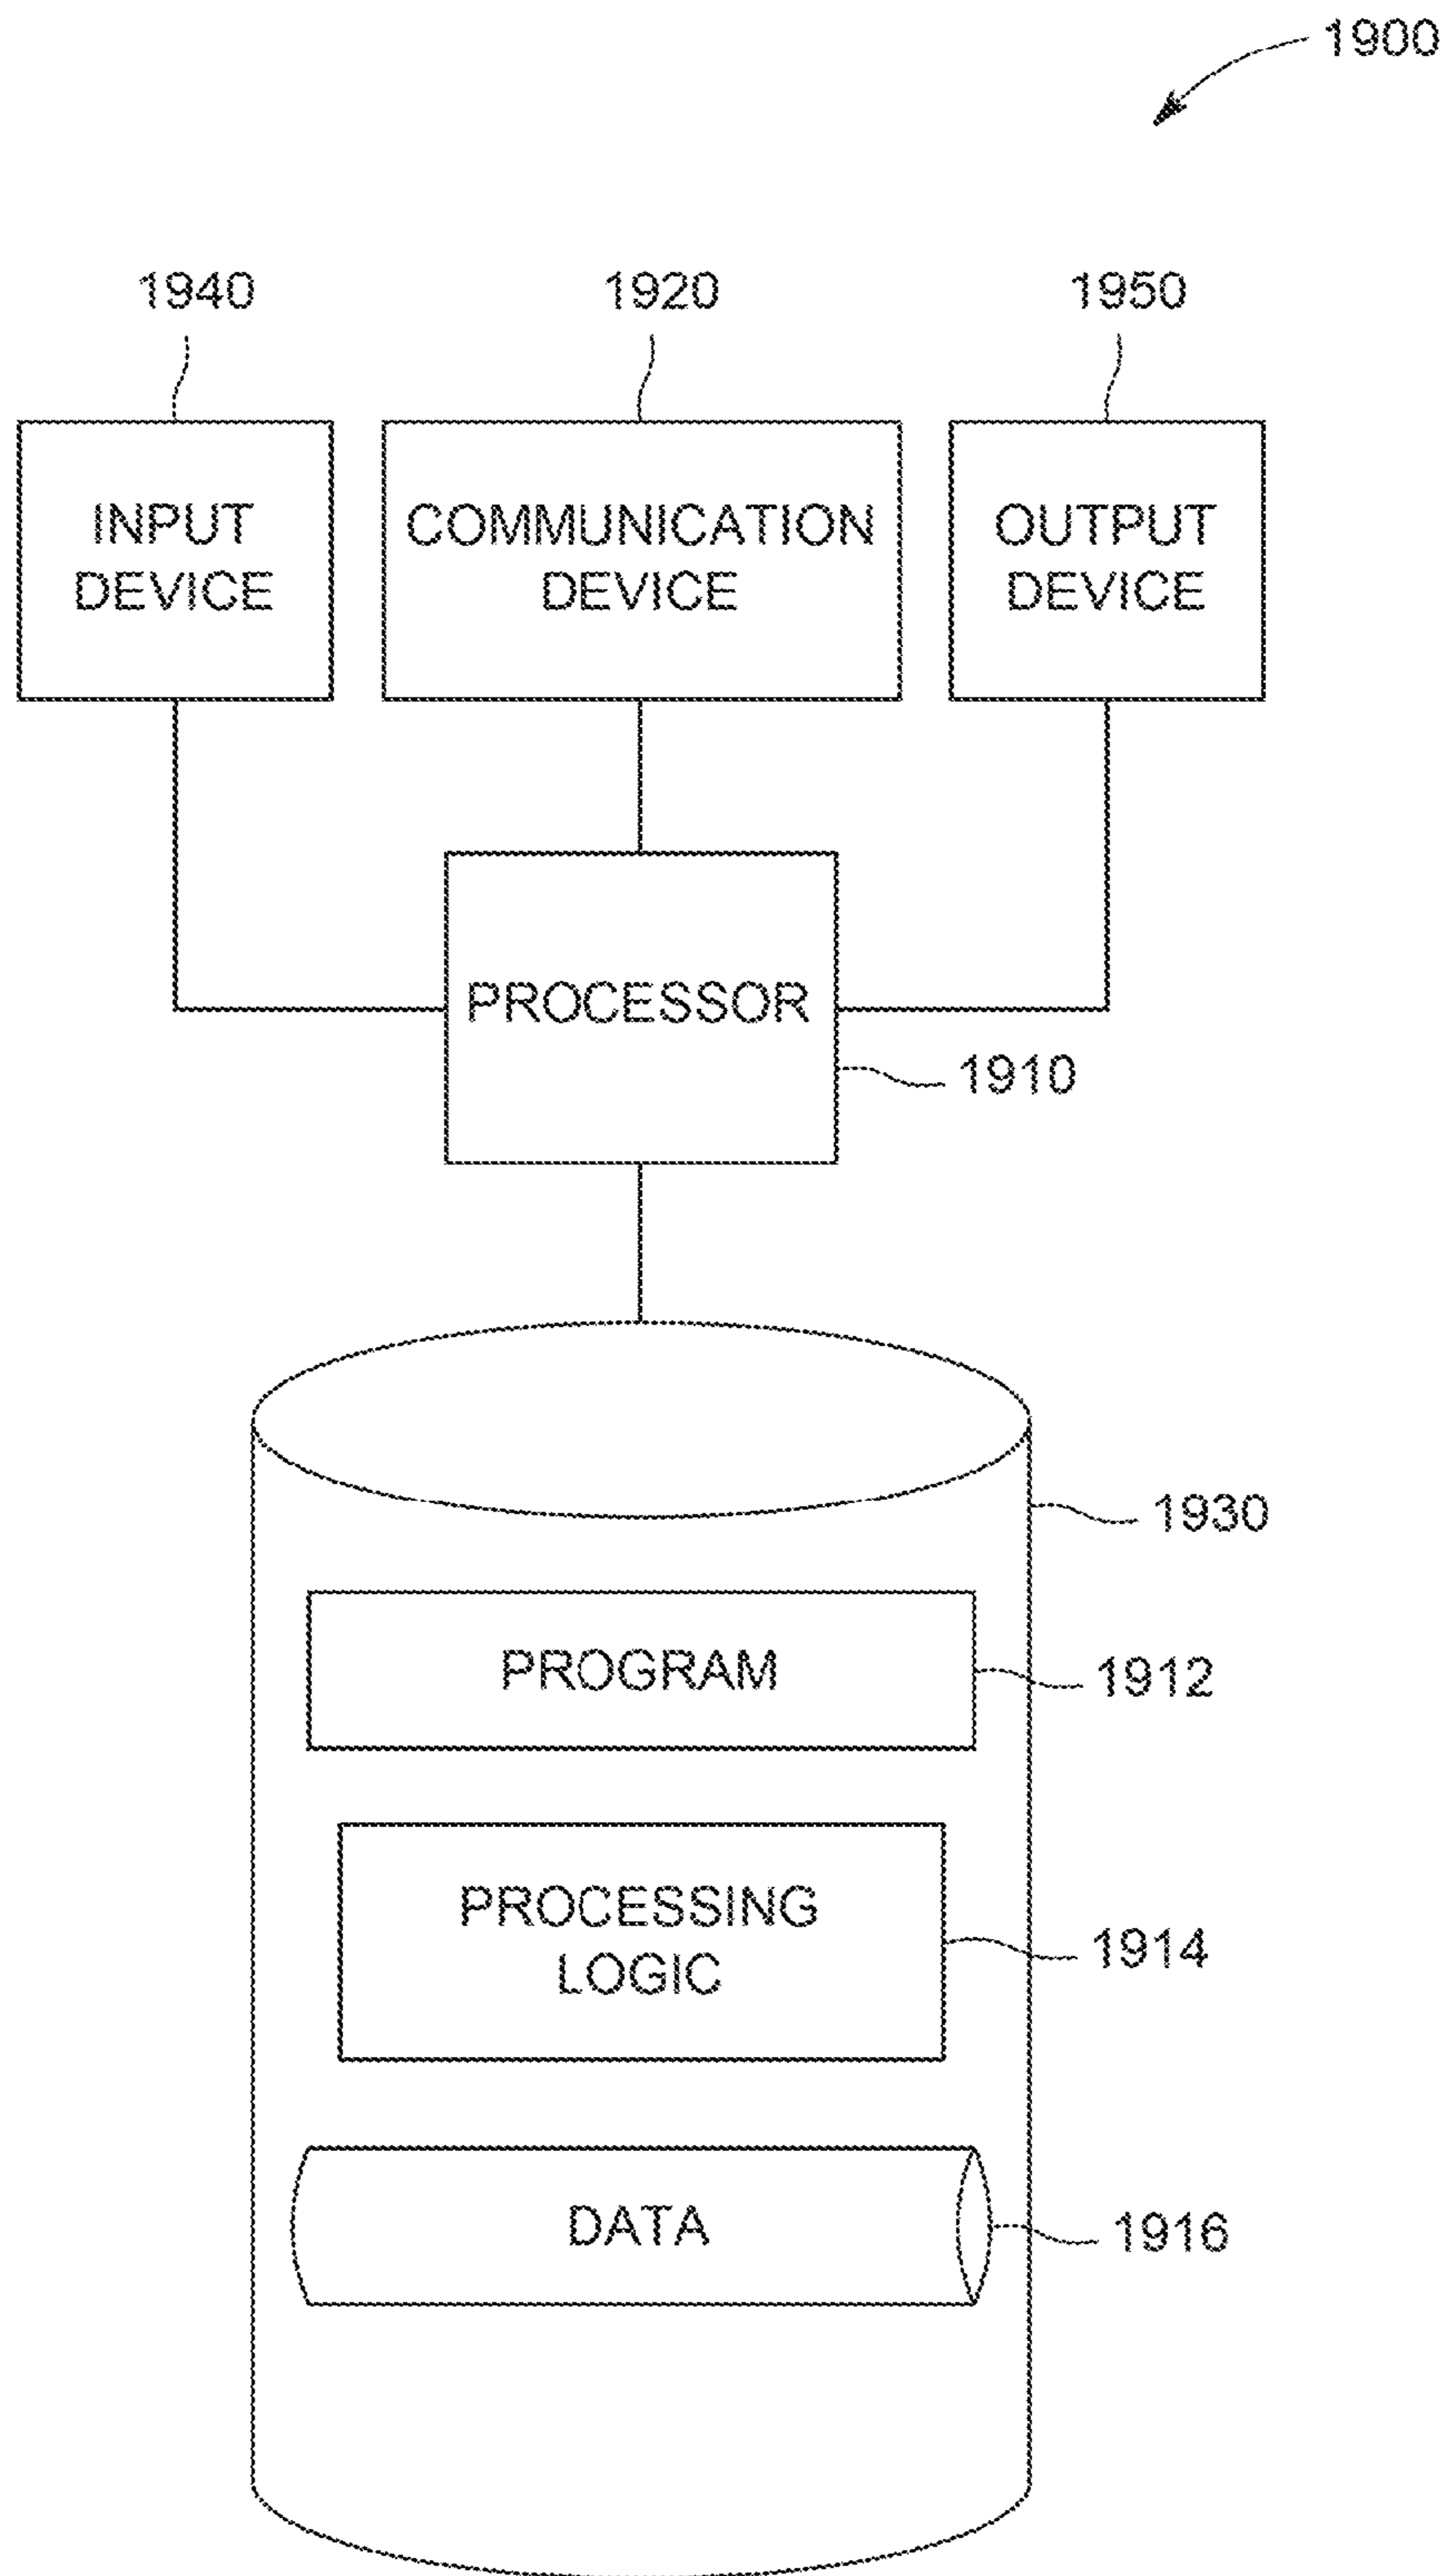 1900
1940
1920
1950
INPUT
DEVICE
COMMUNICATION
DEVICE
OUTPUT
DEVICE
PROCESSOR
1910
1930
PROGRAM
1912
PROCESSING
LOGIC
1914
DATA
1916